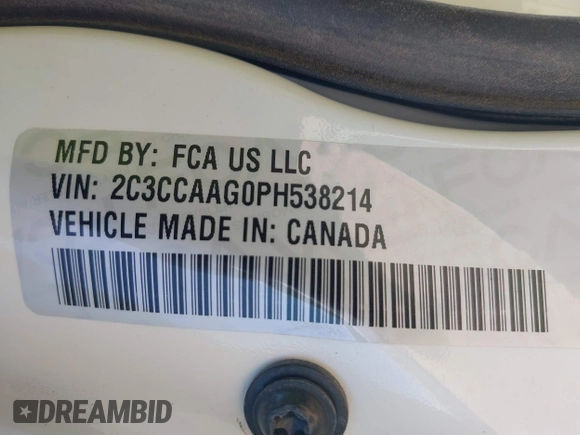 MFD BY: FCA US LLC
VIN: 2C3CCAAG0PH538214
VEHICLE MADE IN: CANADA
DREAMBID